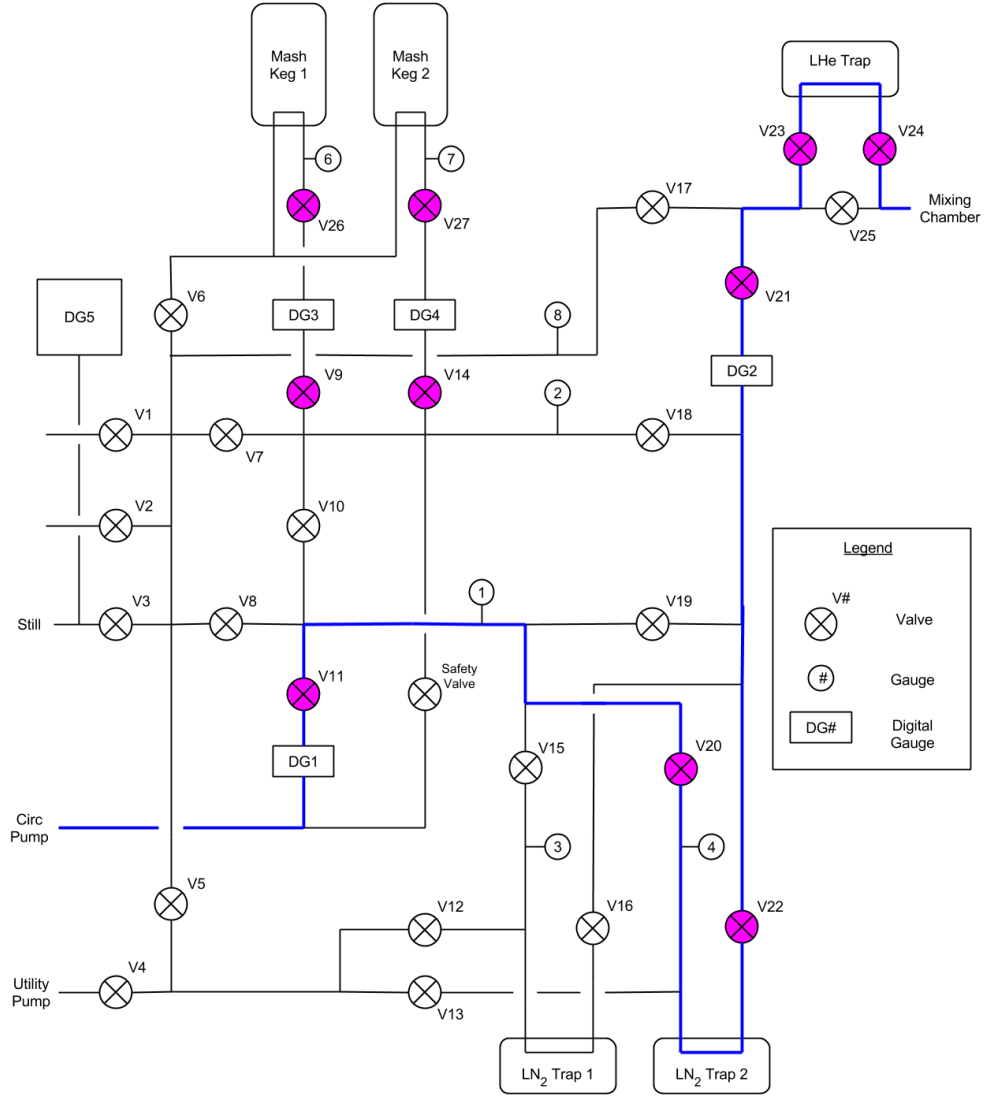 Mash
Keg 1
Mash
Keg 2
LHe Trap
V23
V24
6
7
V17
Mixing
Chamber
V26
V27
V25
V6
V21
DG5
DG3
DG4
8
DG2
V9
V14
2
V1
V18
V7
V2
V10
Legend
1
V3
V8
V19
V#
Still
Valve
Safety
Valve
V11
#
Gauge
DG#
Digital
Gauge
V15
V20
DG1
Circ
Pump
3
4
V5
V12
V16
V22
V4
Utility
Pump
V13
LN2 Trap 1
LN2 Trap 2